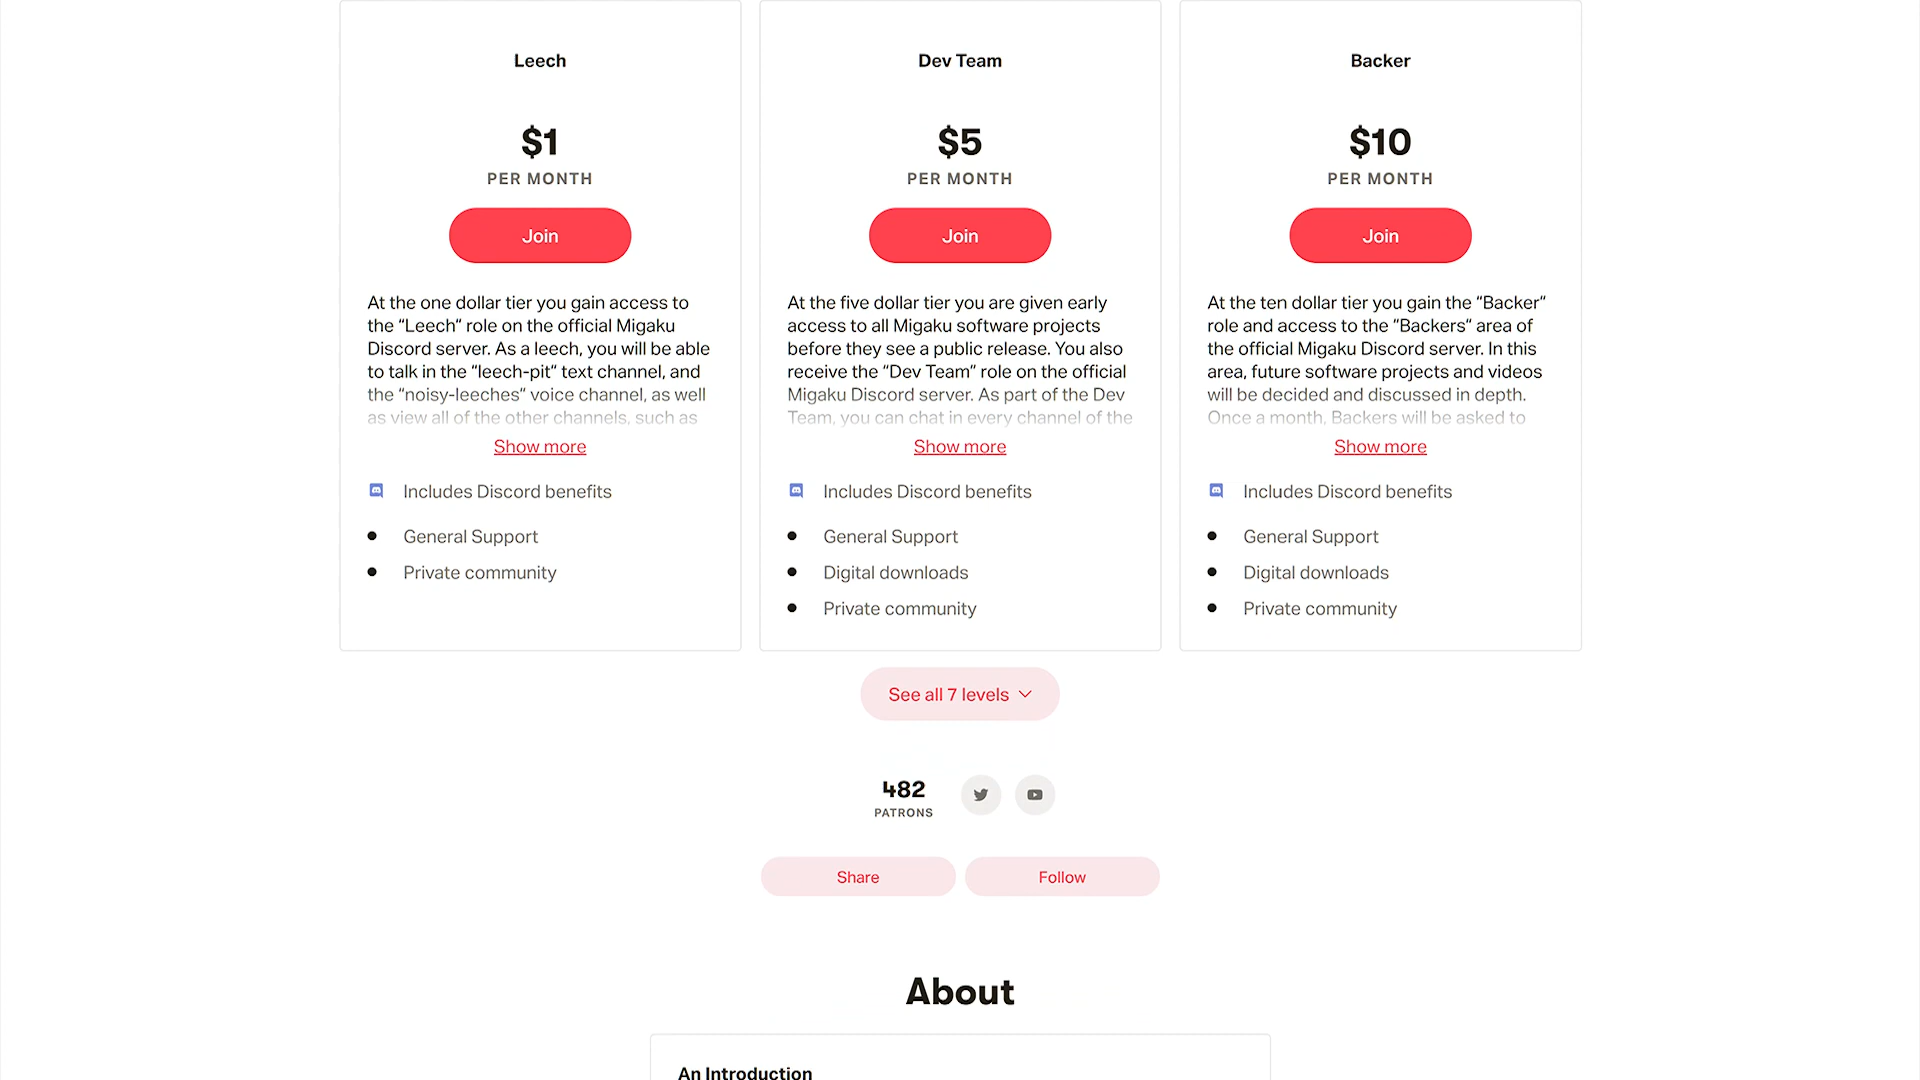 Leech
$1
PER MONTH
Join
At the one dollar tier you gain access to
the “Leech” role on the official Migaku
Discord server. As a leech, you will be able
to talk in the “leech-pit” text channel, and
the “noisy-leeches” voice channel, as well
as view all of the other channels, such as
Show more
Includes Discord benefits
General Support
Private community
Dev Team
$5
PER MONTH
Join
At the five dollar tier you are given early
access to all Migaku software projects
before they see a public release. You also
receive the “Dev Team” role on the official
Migaku Discord server. As part of the Dev
Team, you can chat in every channel of the
Show more
Includes Discord benefits
General Support
Digital downloads
Private community
Backer
$10
PER MONTH
Join
At the ten dollar tier you gain the “Backer”
role and access to the “Backers” area of
the official Migaku Discord server. In this
area, future software projects and videos
will be decided and discussed in depth.
Once a month, Backers will be asked to
Show more
Includes Discord benefits
General Support
Digital downloads
Private community
See all 7 levels
482
PATRONS
Share
Follow
About
An Introduction